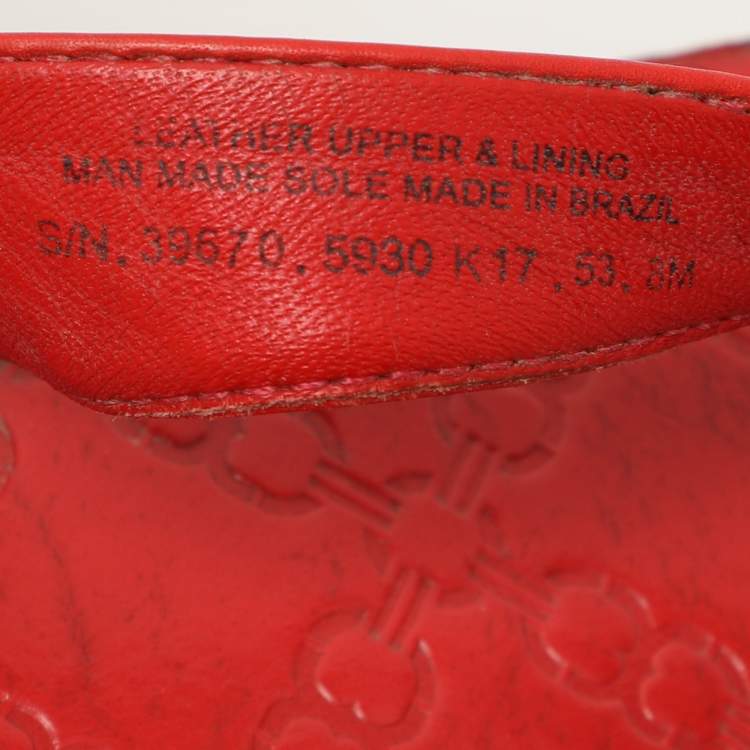 LEATHER UPPER & LINING
MAN MADE SOLE MADE IN BRAZIL
S/N. 39670. 5930 K17 . 53. 8M